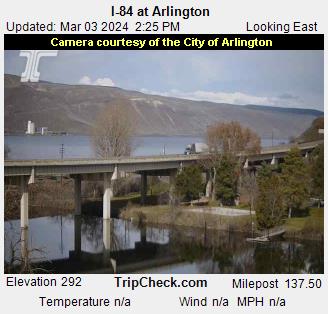 I-84 at Arlington
Updated: Mar 03 2024 2:25 PM Looking East
Camera courtesy of the City of Arlington
Elevation 292 TripCheck.com Milepost 137.50
Temperature n/a Wind n/a MPH n/a